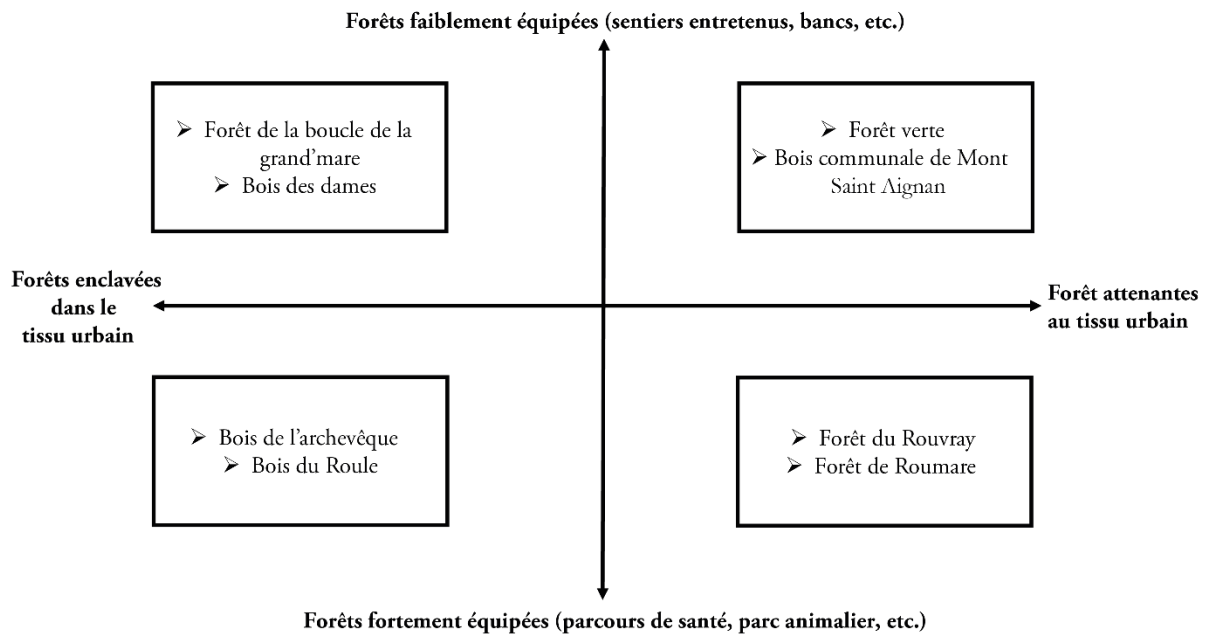 Forêts faiblement équipées (sentiers entretenus, bancs, etc.)
➢ Forêt de la boucle de la
grand’mare
➢ Bois des dames
➢ Forêt verte
➢ Bois communale de Mont
Saint Aignan
Forêts enclavées
dans le
tissu urbain
Forêt attenantes
au tissu urbain
➢ Bois de l’archevêque
➢ Bois du Roule
➢ Forêt du Rouvray
➢ Forêt de Roumare
Forêts fortement équipées (parcours de santé, parc animalier, etc.)